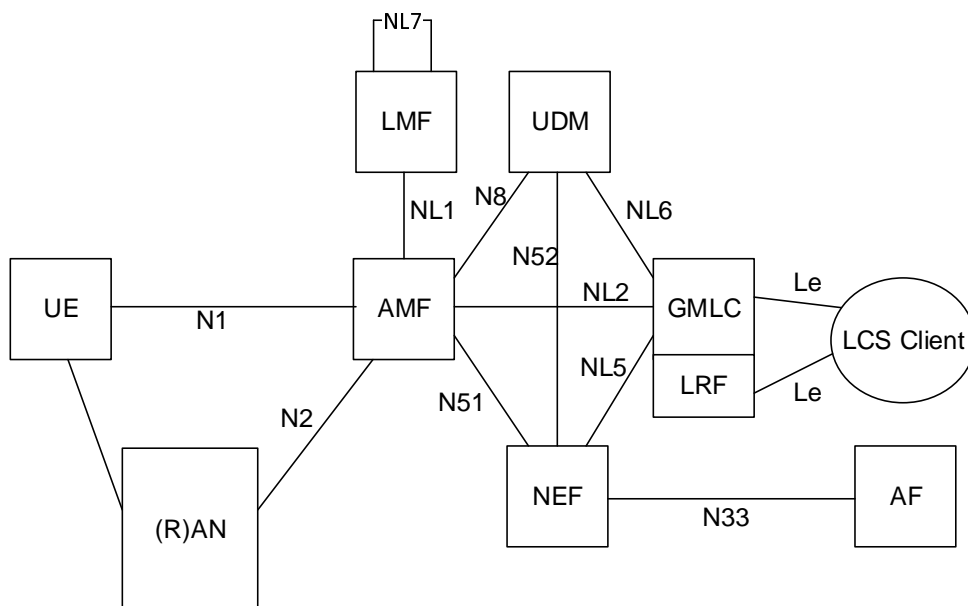 NL7
LMF
UDM
N8
NL1
NL6
N52
UE
N1
AMF
NL2
GMLC
Le
LCS Client
NL5
LRF
Le
N51
N2
(R)AN
NEF
N33
AF